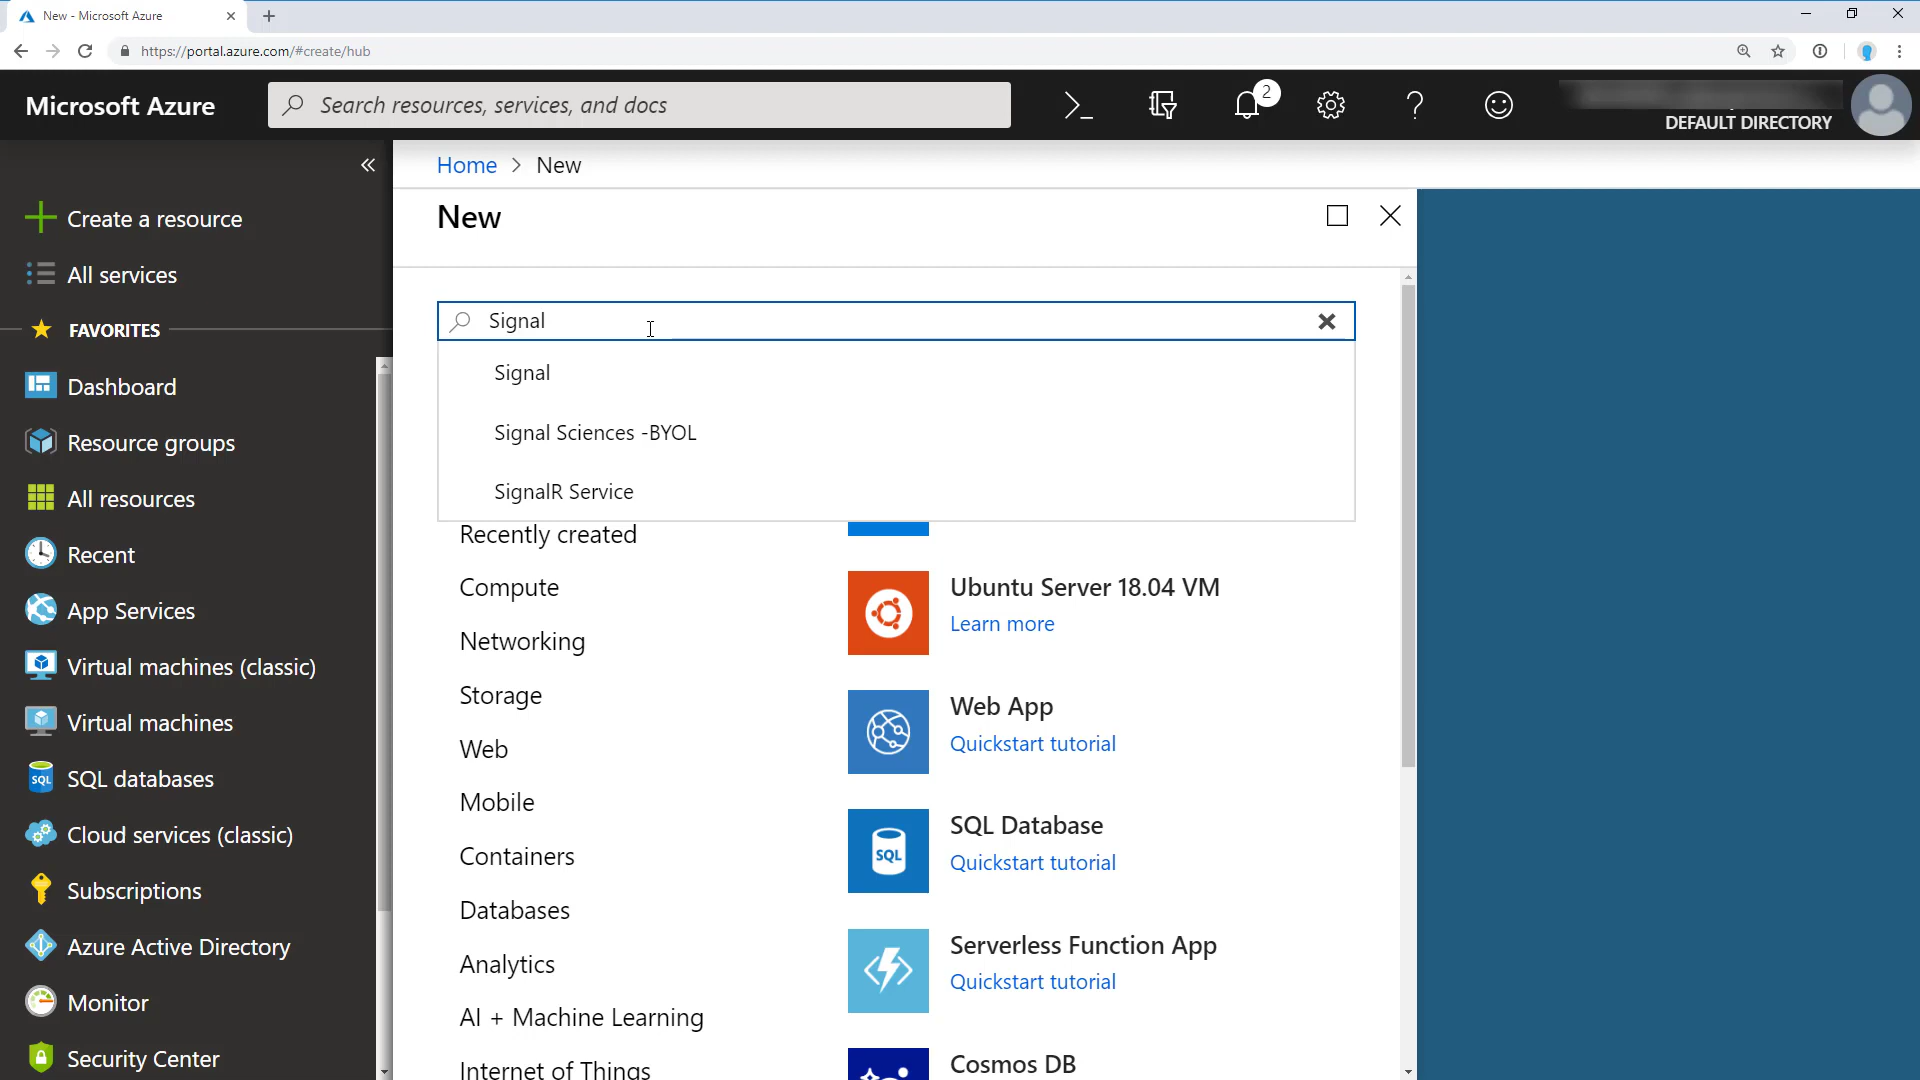 New - Microsoft Azure
https://portal.azure.com/#create/hub
Microsoft Azure
Search resources, services, and docs
2
DEFAULT DIRECTORY
Home > New
Create a resource
All services
FAVORITES
Dashboard
Resource groups
All resources
Recent
App Services
Virtual machines (classic)
Virtual machines
SQL
SQL databases
Cloud services (classic)
Subscriptions
Azure Active Directory
Monitor
Security Center
New
Signal
Signal
Signal Sciences -BYOL
SignalR Service
Recently created
Compute
Networking
Storage
Web
Mobile
Containers
Databases
Analytics
AI + Machine Learning
Internet of Things
Ubuntu Server 18.04 VM
Learn more
Web App
Quickstart tutorial
SQL
SQL Database
Quickstart tutorial
Serverless Function App
Quickstart tutorial
Cosmos DB